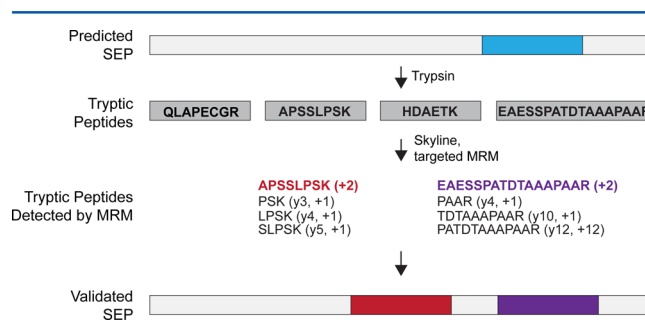 Predicted
SEP
Trypsin
Tryptic
Peptides
QLAPECGR
APSSLPSK
HDAETK
EAESSPATDTAAAPAAR
Skyline,
targeted MRM
Tryptic Peptides
Detected by MRM
APSSLPSK (+2)
PSK (y3, +1)
LPSK (y4, +1)
SLPSK (y5, +1)
EAESSPATDTAAAPAAR (+2)
PAAR (y4, +1)
TDTAAAPAAR (y10, +1)
PATDTAAAPAAR (y12, +12)
Validated
SEP